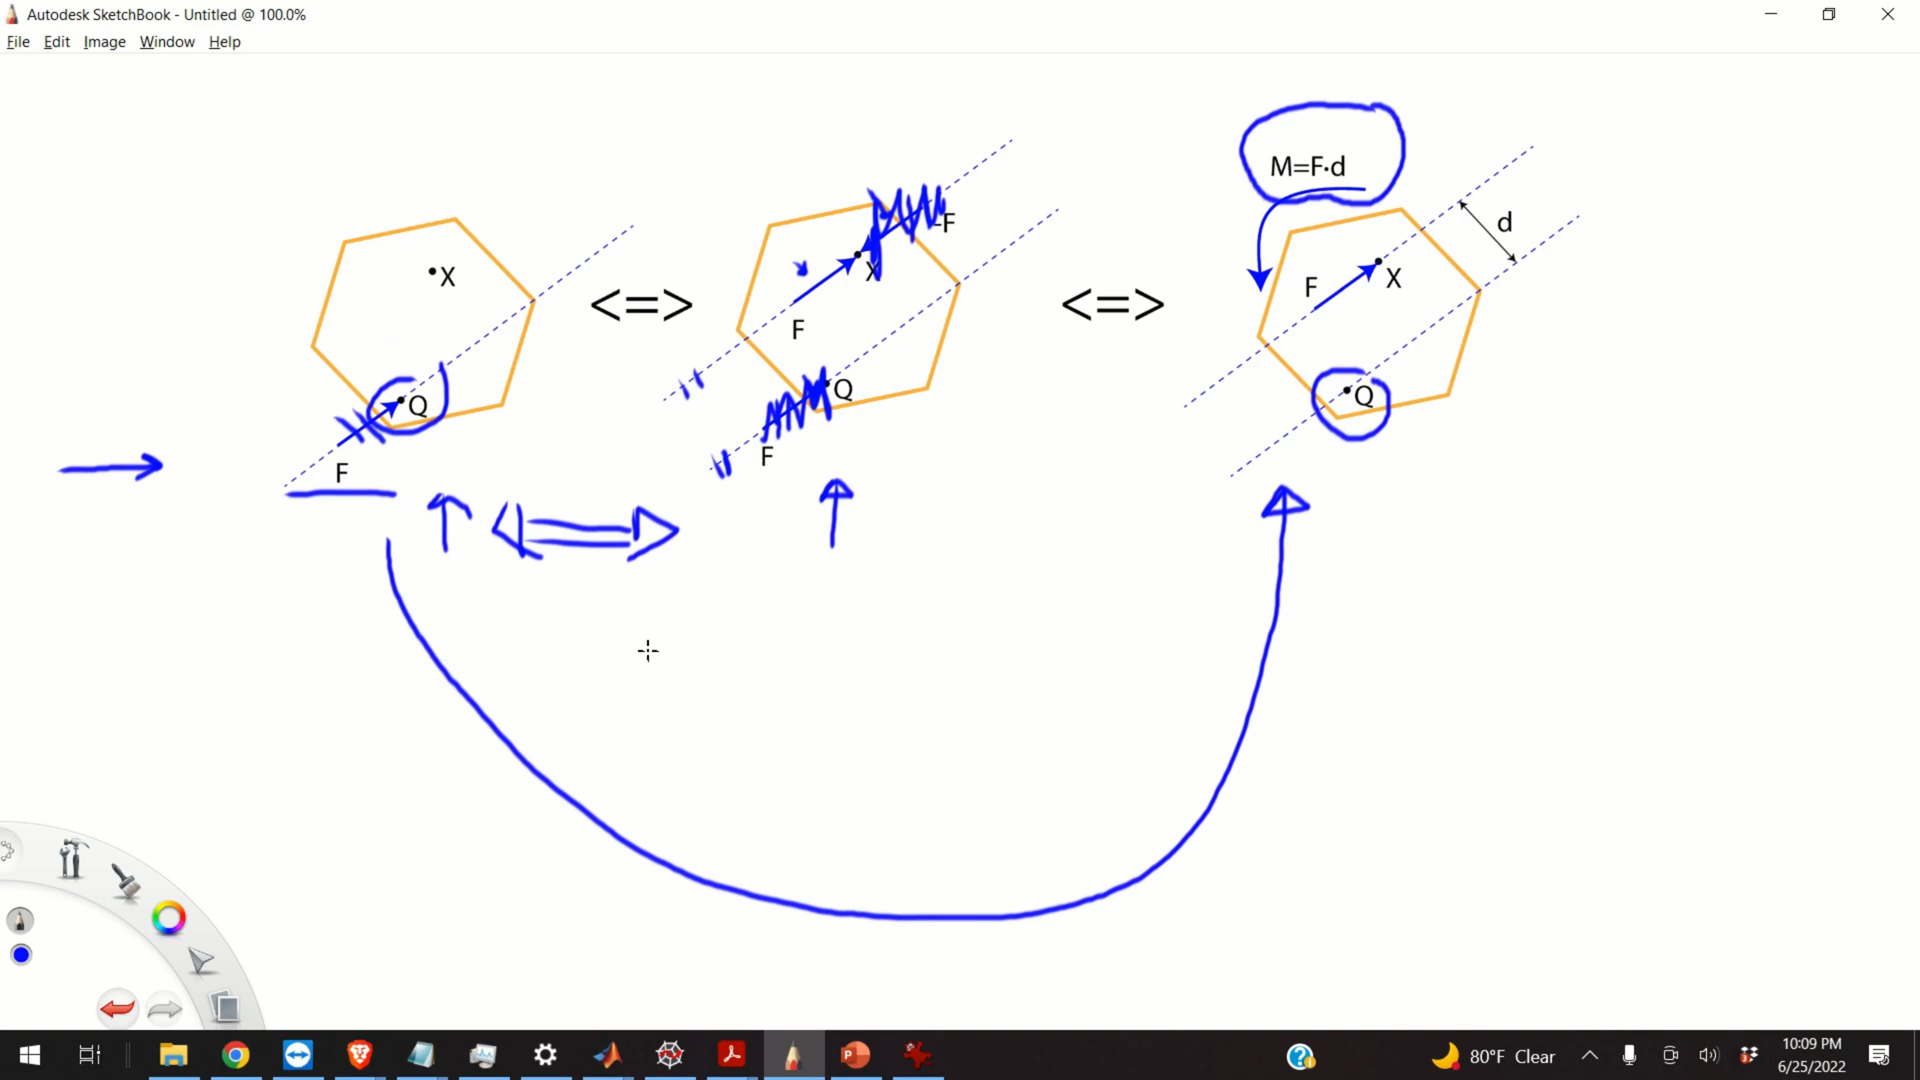 Autodesk SketchBook - Untitled @ 100.0%
File Edit Image Window Help
M=F·d
d
-F
X
X
F
X
<=>
<=>
F
Q
Q
Q
F
F
80°F Clear
10:09 PM
6/25/2022